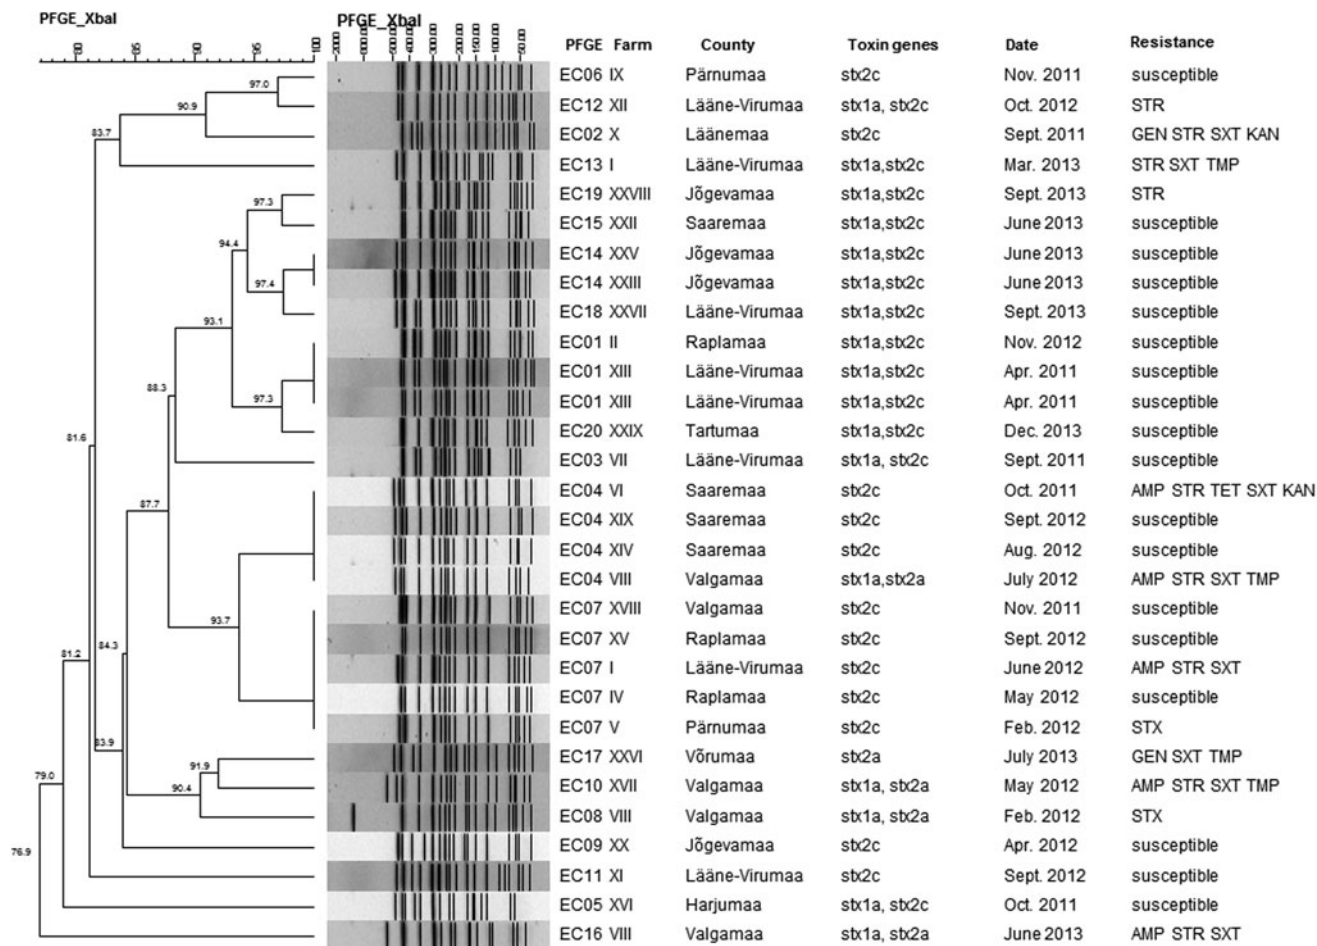 PFGE_XbaI PFGE_XbaI
80 85 90 95 100
PFGE Farm County Toxin genes Date Resistance
EC06 IX Pärnumaa stx2c Nov. 2011 susceptible
97.0
EC12 XII Lääne-Virumaa stx1a, stx2c Oct. 2012 STR
90.9
EC02 X Läänemaa stx2c Sept. 2011 GEN STR SXT KAN
83.7
EC13 I Lääne-Virumaa stx1a,stx2c Mar. 2013 STR SXT TMP
EC19 XXVIII Jõgevamaa stx1a,stx2c Sept. 2013 STR
97.3
EC15 XXII Saaremaa stx1a,stx2c June 2013 susceptible
94.4
EC14 XXV Jõgevamaa stx1a,stx2c June 2013 susceptible
97.4
EC14 XXIII Jõgevamaa stx1a,stx2c June 2013 susceptible
EC18 XXVII Lääne-Virumaa stx1a,stx2c Sept. 2013 susceptible
93.1
EC01 II Raplamaa stx1a,stx2c Nov. 2012 susceptible
EC01 XIII Lääne-Virumaa stx1a,stx2c Apr. 2011 susceptible
88.3
EC01 XIII Lääne-Virumaa stx1a,stx2c Apr. 2011 susceptible
97.3
EC20 XXIX Tartumaa stx1a,stx2c Dec. 2013 susceptible
81.6
EC03 VII Lääne-Virumaa stx1a, stx2c Sept. 2011 susceptible
EC04 VI Saaremaa stx2c Oct. 2011 AMP STR TET SXT KAN
87.7
EC04 XIX Saaremaa stx2c Sept. 2012 susceptible
EC04 XIV Saaremaa stx2c Aug. 2012 susceptible
EC04 VIII Valgamaa stx1a,stx2a July 2012 AMP STR SXT TMP
EC07 XVIII Valgamaa stx2c Nov. 2011 susceptible
93.7
EC07 XV Raplamaa stx2c Sept. 2012 susceptible
81.2 84.3
EC07 I Lääne-Virumaa stx2c June 2012 AMP STR SXT
EC07 IV Raplamaa stx2c May 2012 susceptible
EC07 V Pärnumaa stx2c Feb. 2012 STX
83.9
EC17 XXVI Võrumaa stx2a July 2013 GEN SXT TMP
91.9
79.0
EC10 XVII Valgamaa stx1a, stx2a May 2012 AMP STR SXT TMP
90.4
EC08 VIII Valgamaa stx1a, stx2a Feb. 2012 STX
EC09 XX Jõgevamaa stx2c Apr. 2012 susceptible
76.9
EC11 XI Lääne-Virumaa stx2c Sept. 2012 susceptible
EC05 XVI Harjumaa stx1a, stx2c Oct. 2011 susceptible
EC16 VIII Valgamaa stx1a, stx2a June 2013 AMP STR SXT